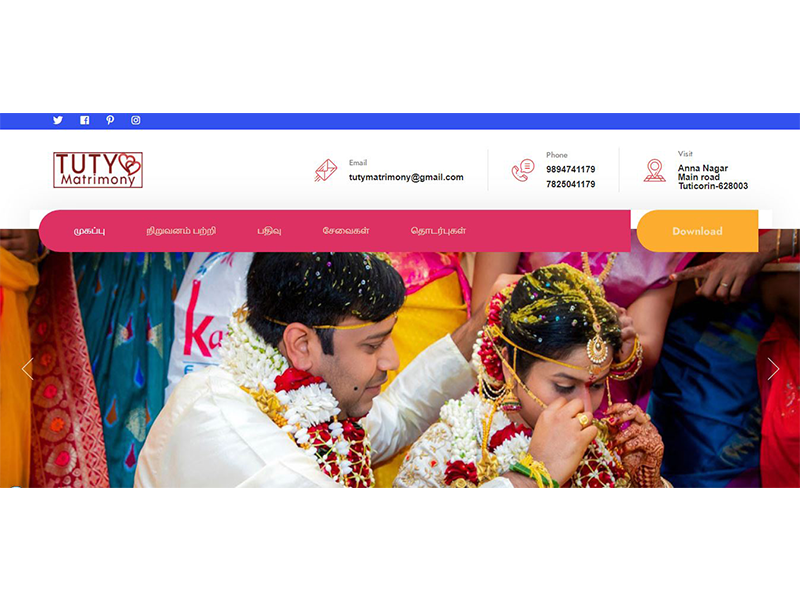 TUTY
Matrimony
Email
tutymatrimony@gmail.com
Phone
9894741179
7825041179
Visit
Anna Nagar
Main road
Tuticorin-628003
முகப்பு நிறுவனம் பற்றி பதிவு சேவைகள் தொடர்புகள்
Download
ka